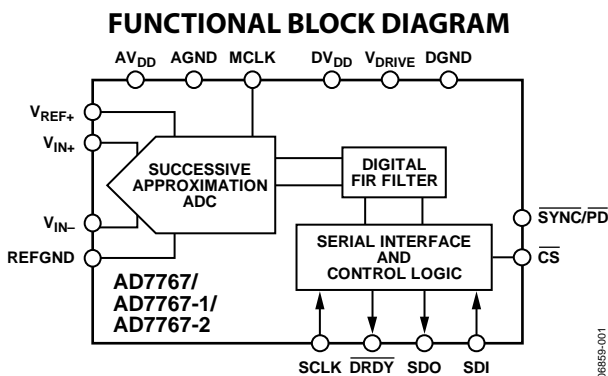 FUNCTIONAL BLOCK DIAGRAM
AVDD AGND MCLK DVDD VDRIVE DGND
VREF+
VIN+
VIN–
REFGND
SUCCESSIVE
APPROXIMATION
ADC
DIGITAL
FIR FILTER
SERIAL INTERFACE
AND
CONTROL LOGIC
SYNC/PD
CS
AD7767/
AD7767-1/
AD7767-2
SCLK DRDY SDO SDI
06859-001